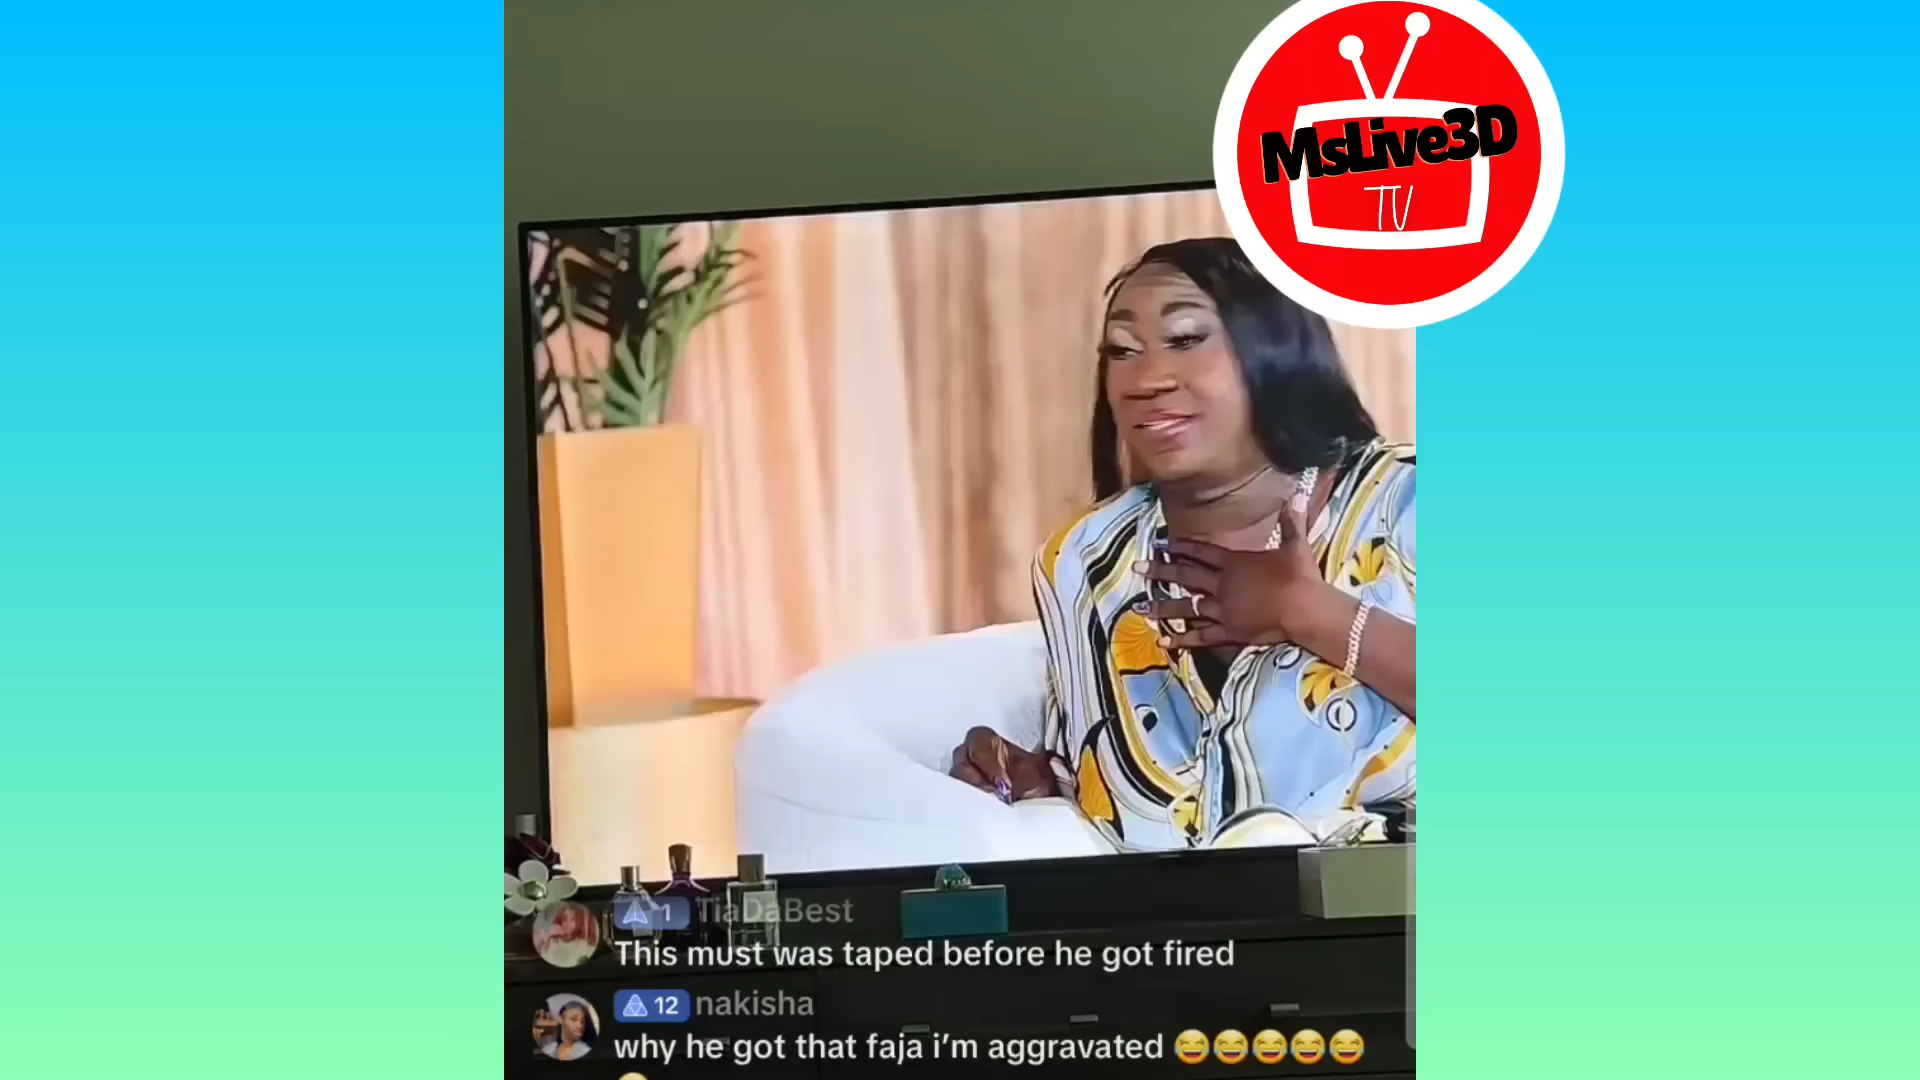 MsLive3D
TV
1 TiaDaBest
This must was taped before he got fired
12 nakisha
why he got that faja i'm aggravated 😂😂😂😂😂